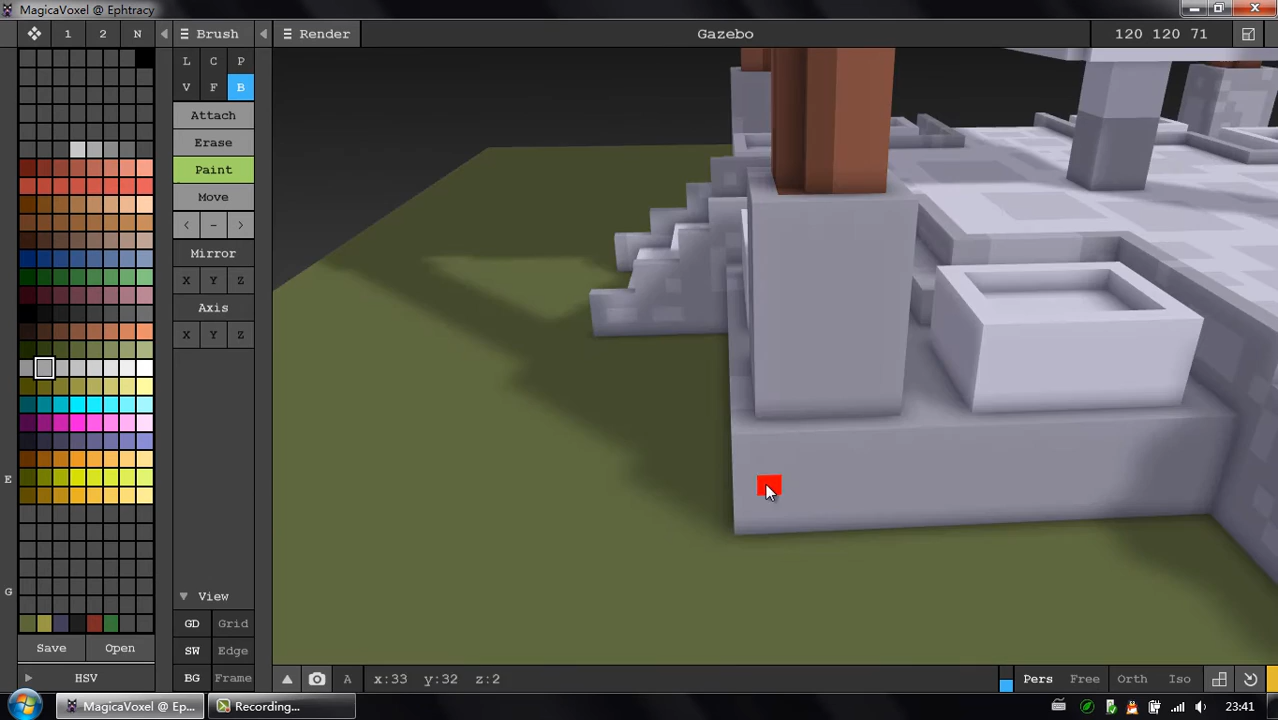 MagicaVoxel @ Ephtracy
1 2 N
Brush
Render
Gazebo
120 120 71
L C P
V F B
Attach
Erase
Paint
Move
< - >
Mirror
X Y Z
Axis
X Y Z
E
G
View
GD Grid
SW Edge
BG Frame
Save Open
HSV
A
x:33 y:32 z:2
Pers Free Orth Iso
MagicaVoxel @ Ep...
Recording...
23:41